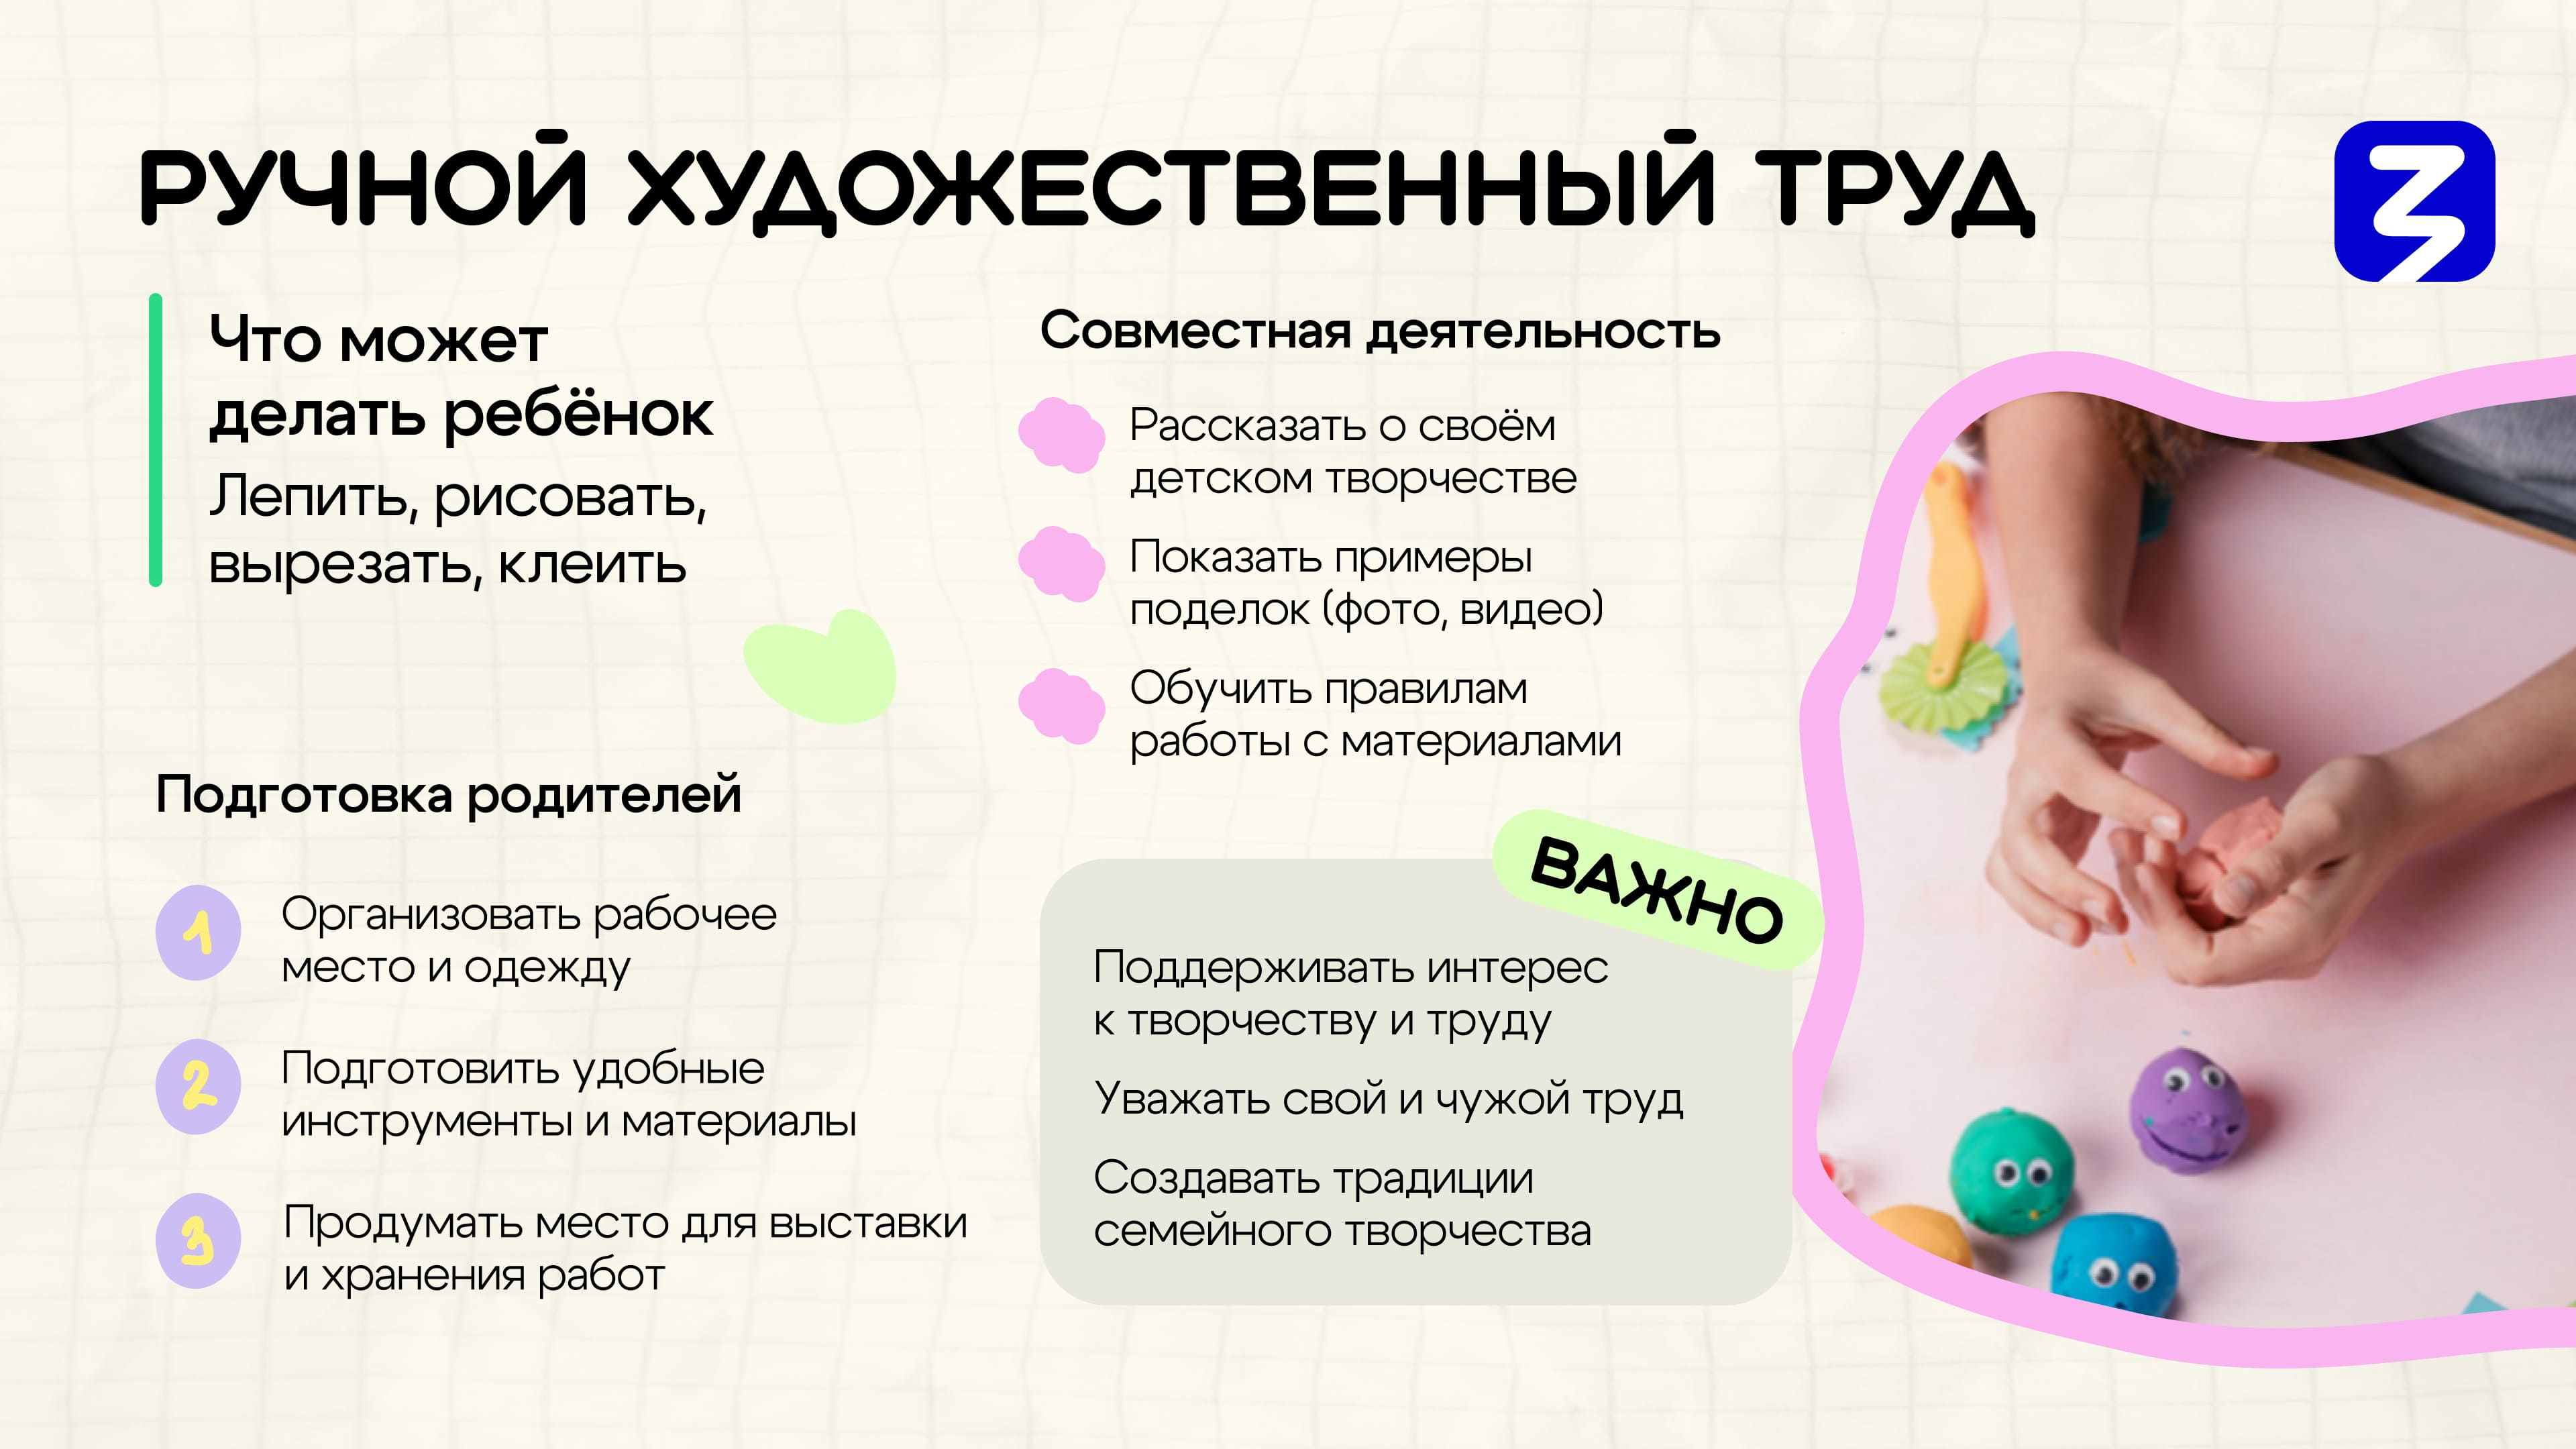 РУЧНОЙ ХУДОЖЕСТВЕННЫЙ ТРУД
Что может
делать ребёнок
Лепить, рисовать,
вырезать, клеить
Подготовка родителей
1
Организовать рабочее
место и одежду
2
Подготовить удобные
инструменты и материалы
3
Продумать место для выставки
и хранения работ
Совместная деятельность
Рассказать о своём
детском творчестве
Показать примеры
поделок (фото, видео)
Обучить правилам
работы с материалами
ВАЖНО
Поддерживать интерес
к творчеству и труду
Уважать свой и чужой труд
Создавать традиции
семейного творчества